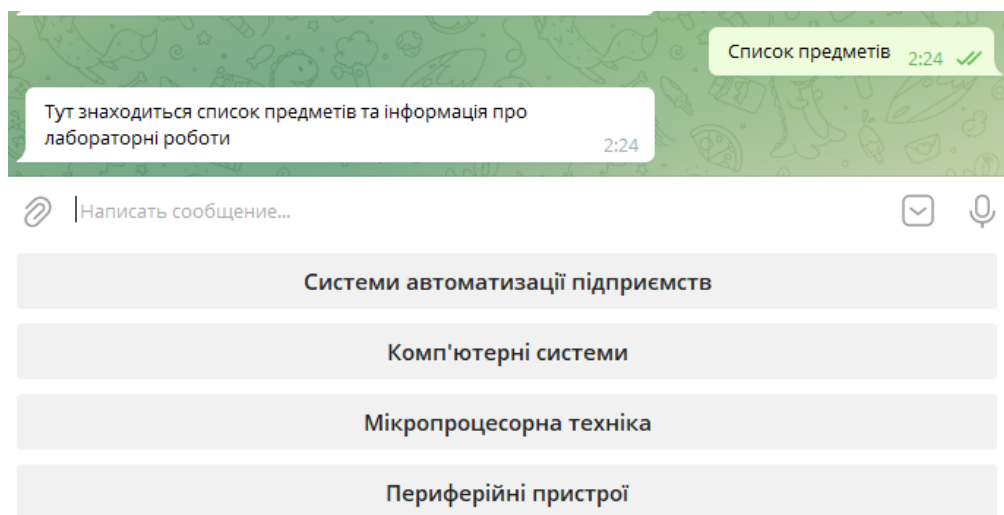 Список предметів 2:24
Тут знаходиться список предметів та інформація про
лабораторні роботи 2:24
Написать сообщение...
Системи автоматизації підприємств
Комп'ютерні системи
Мікропроцесорна техніка
Периферійні пристрої